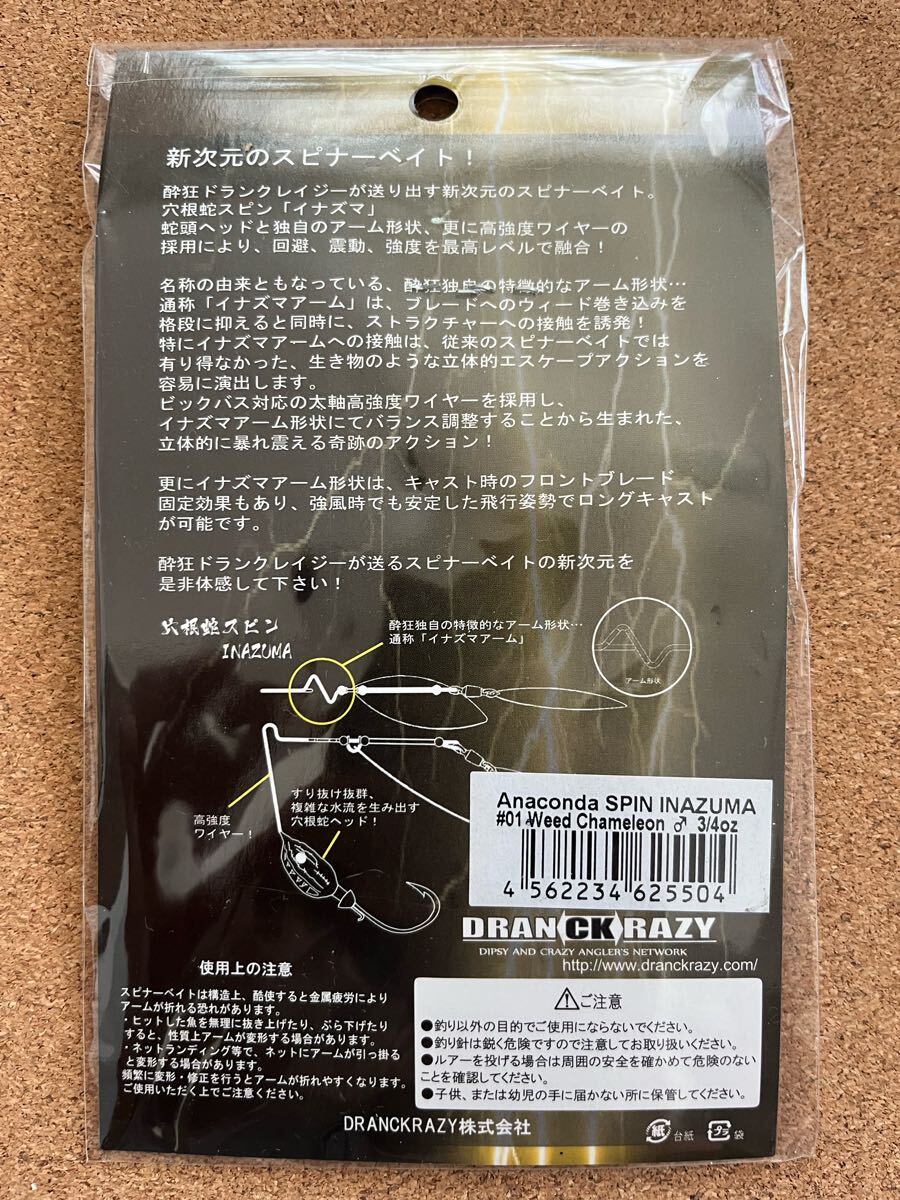 新次元のスピナーベイト！
酔狂ドランクレイジーが送り出す新次元のスピナーベイト。
穴根蛇スピン「イナズマ」
蛇頭ヘッドと独自のアーム形状、更に高強度ワイヤーの
採用により、回避、震動、強度を最高レベルで融合！
名称の由来ともなっている、酔狂独自の特徴的なアーム形状…
通称「イナズマアーム」は、ブレードへのウィード巻き込みを
格段に抑えると同時に、ストラクチャーへの接触を誘発！
特にイナズマアームへの接触は、従来のスピナーベイトでは
有り得なかった、生き物のような立体的エスケープアクションを
容易に演出します。
ビックバス対応の太軸高強度ワイヤーを採用し、
イナズマアーム形状にてバランス調整することから生まれた、
立体的に暴れ震える奇跡のアクション！
更にイナズマアーム形状は、キャスト時のフロントブレード
固定効果もあり、強風時でも安定した飛行姿勢でロングキャスト
が可能です。
酔狂ドランクレイジーが送るスピナーベイトの新次元を
是非体感して下さい！
穴根蛇スピン
INAZUMA
酔狂独自の特徴的なアーム形状…
通称「イナズマアーム」
アーム形状
高強度
ワイヤー！
すり抜け抜群、
複雑な水流を生み出す
穴根蛇ヘッド！
Anaconda SPIN INAZUMA
#01 Weed Chameleon ♂ 3/4oz
4 562234 625504
DRANCKRAZY
DIPSY AND CRAZY ANGLER'S NETWORK
http://www.dranckrazy.com/
使用上の注意
スピナーベイトは構造上、酷使すると金属疲労により
アームが折れる恐れがあります。
・ヒットした魚を無理に抜き上げたり、ぶら下げたり
すると、性質上アームが変形する場合があります。
・ネットランディング等で、ネットにアームが引っ掛る
と変形する場合があります。
頻繁に変形・修正を行うとアームが折れやすくなります。
ご使用いただく上でご注意ください。
⚠ご注意
●釣り以外の目的でご使用にならないでください。
●釣り針は鋭く危険ですので注意してお取り扱いください。
●ルアーを投げる場合は周囲の安全を確かめて危険のない
ことを確認してください。
●子供、または幼児の手に届かない所に保管してください。
DRANCKRAZY株式会社
紙 台紙 プラ 袋